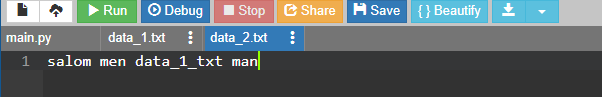 Run Debug Stop Share Save { } Beautify
main.py data_1.txt data_2.txt
1 salom men data_1_txt man